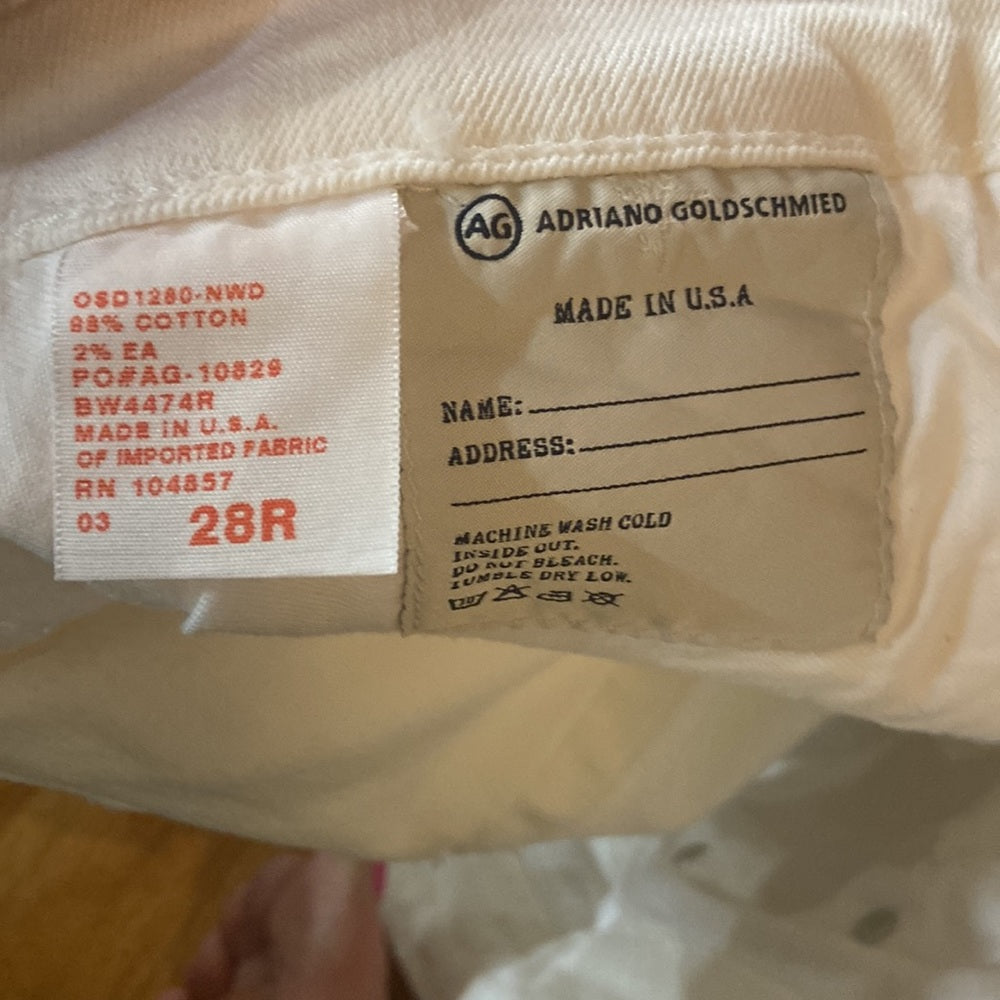 OSD1280-NWD
98% COTTON
2% EA
PO#AG-10829
BW4474R
MADE IN U.S.A.
OF IMPORTED FABRIC
RN 104857
03 28R
AG ADRIANO GOLDSCHMIED
MADE IN U.S.A
NAME:
ADDRESS:
MACHINE WASH COLD
INSIDE OUT.
DO NOT BLEACH.
TUMBLE DRY LOW.